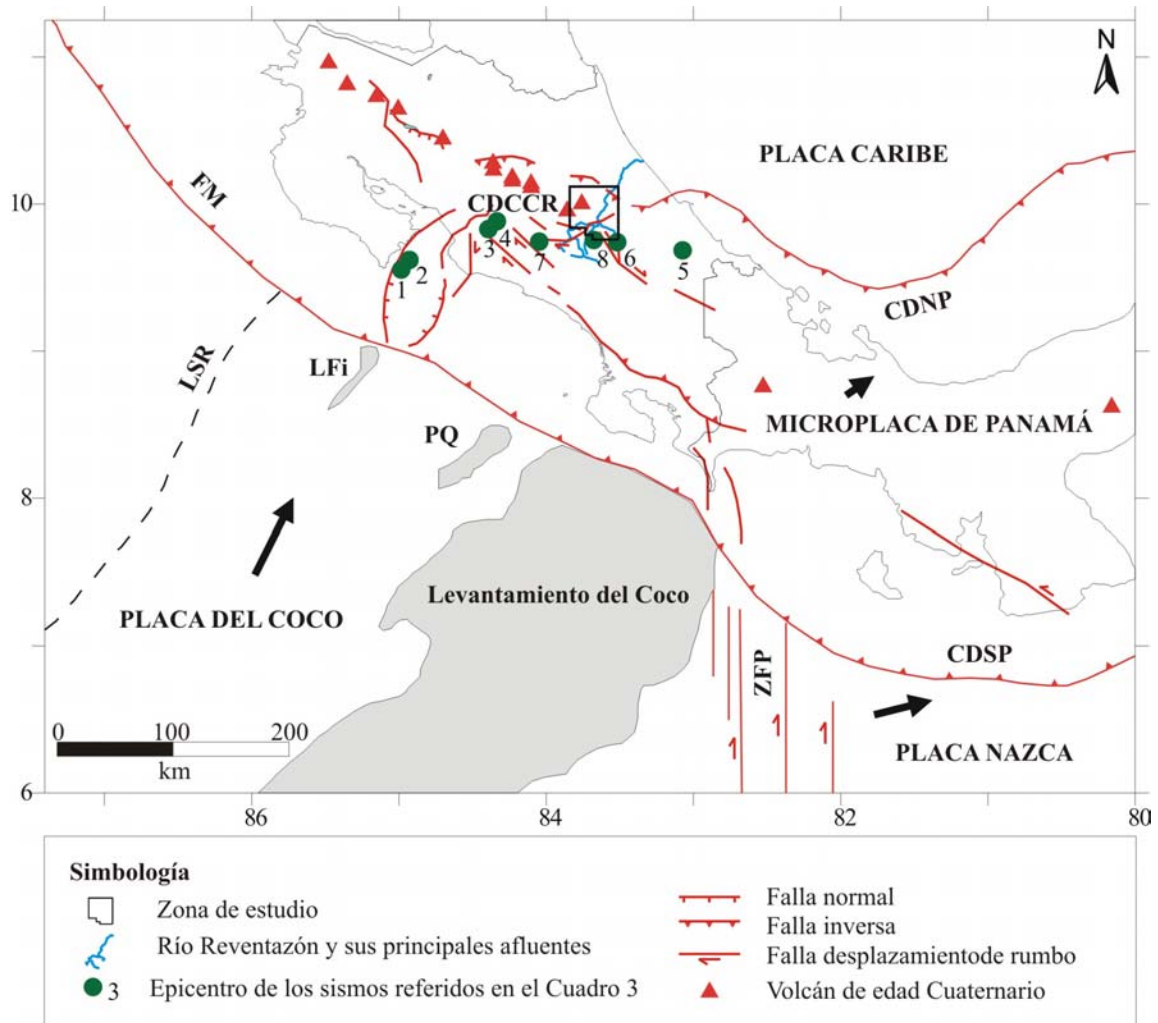 N
PLACA CARIBE
10
FM
CDCCR
3
4
7
8
6
5
2
1
CDNP
LSR
LFi
MICROPLACA DE PANAMÁ
PQ
8
Levantamiento del Coco
PLACA DEL COCO
CDSP
ZFP
PLACA NAZCA
0 100 200
km
6
86 84 82 80
Simbología
Zona de estudio
Río Reventazón y sus principales afluentes
3 Epicentro de los sismos referidos en el Cuadro 3
Falla normal
Falla inversa
Falla desplazamientode rumbo
Volcán de edad Cuaternario